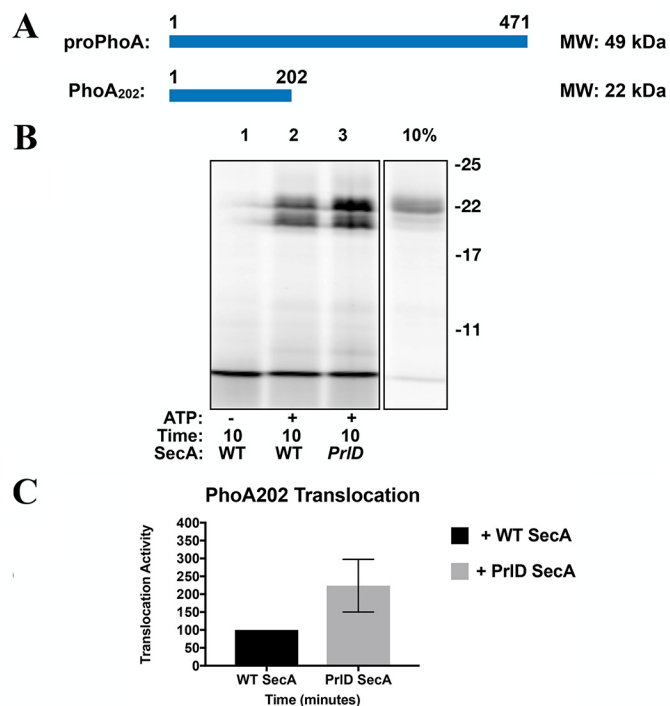 A
1 471
proPhoA: MW: 49 kDa
1 202
PhoA202: MW: 22 kDa
B
1 2 3 10%
-25
-22
-17
-11
ATP: - + +
Time: 10 10 10
SecA: WT WT PrlD
C
PhoA202 Translocation
Translocation Activity
400
350
300
250
200
150
100
50
0
WT SecA PrlD SecA
Time (minutes)
+ WT SecA
+ PrlD SecA